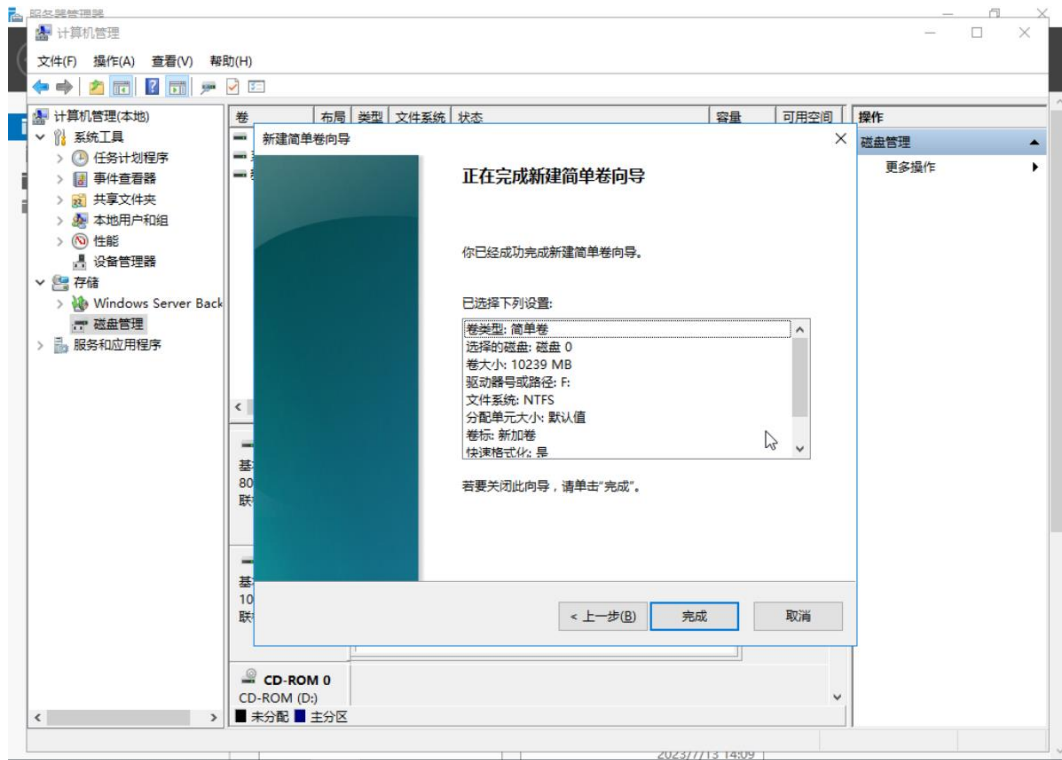 服务器管理器
计算机管理
文件(F) 操作(A) 查看(V) 帮助(H)
计算机管理(本地)
系统工具
任务计划程序
事件查看器
共享文件夹
本地用户和组
性能
设备管理器
存储
Windows Server Back
磁盘管理
服务和应用程序
卷 布局 类型 文件系统 状态 容量 可用空间
新建简单卷向导
正在完成新建简单卷向导
你已经成功完成新建简单卷向导。
已选择下列设置:
卷类型: 简单卷
选择的磁盘: 磁盘 0
卷大小: 10239 MB
驱动器号或路径: F:
文件系统: NTFS
分配单元大小: 默认值
卷标: 新加卷
快速格式化: 是
若要关闭此向导，请单击"完成"。
< 上一步(B) 完成 取消
基
80
联
基
10
联
CD-ROM 0
CD-ROM (D:)
未分配 主分区
操作
磁盘管理
更多操作
2023/7/13 14:09